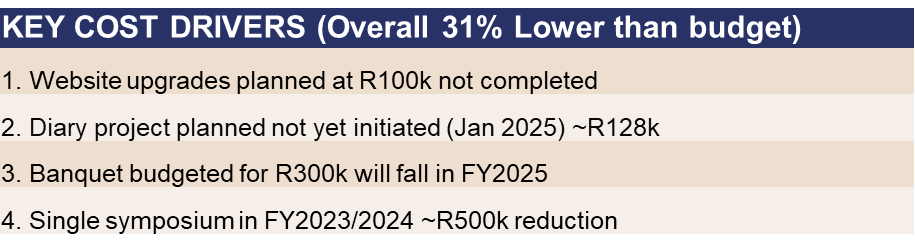 KEY COST DRIVERS (Overall 31% Lower than budget)
1. Website upgrades planned at R100k not completed
2. Diary project planned not yet initiated (Jan 2025) ~R128k
3. Banquet budgeted for R300k will fall in FY2025
4. Single symposium in FY2023/2024 ~R500k reduction